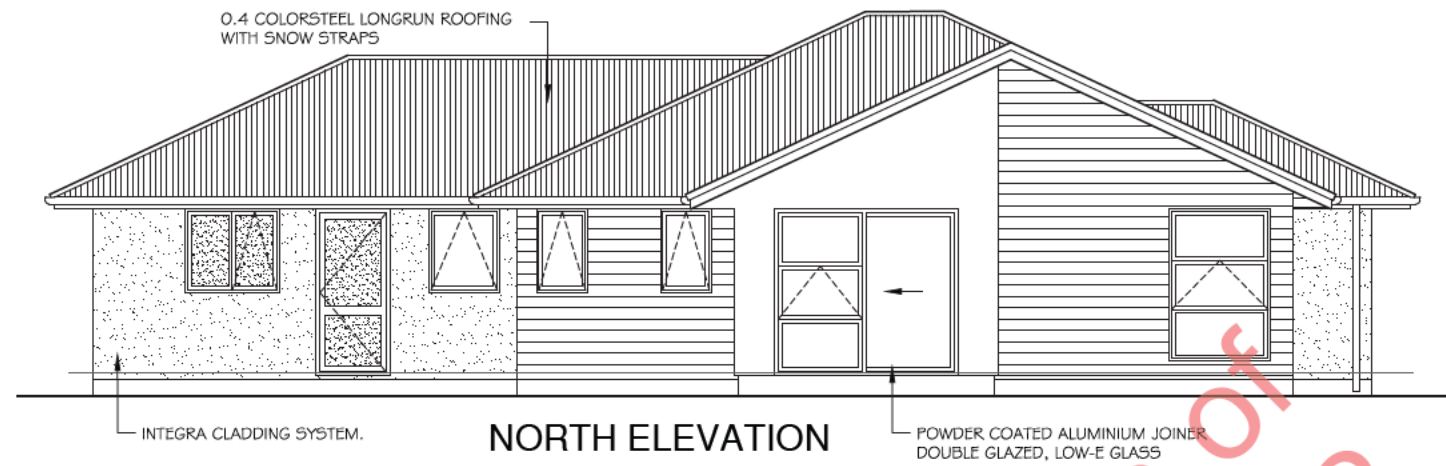 0.4 COLORSTEEL LONGRUN ROOFING
WITH SNOW STRAPS
INTEGRA CLADDING SYSTEM.
NORTH ELEVATION
POWDER COATED ALUMINIUM JOINER
DOUBLE GLAZED, LOW-E GLASS
of